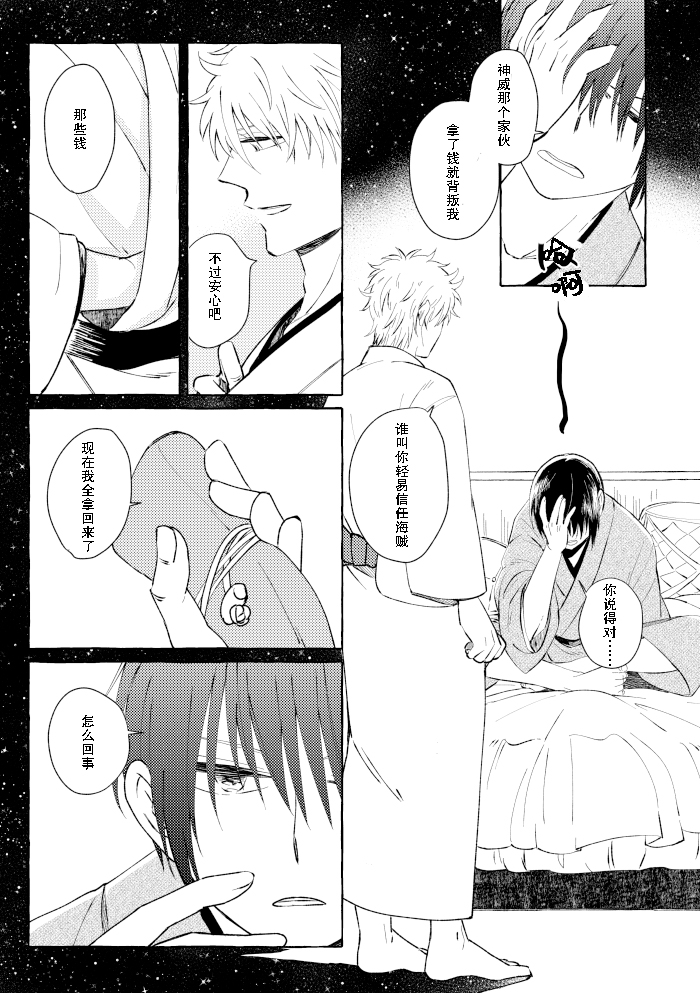 神威那个家伙
拿了钱就背叛我
哈啊
谁叫你轻易信任海贼
你说得对……
不过安心吧
那些钱
现在我全拿回来了
怎么回事